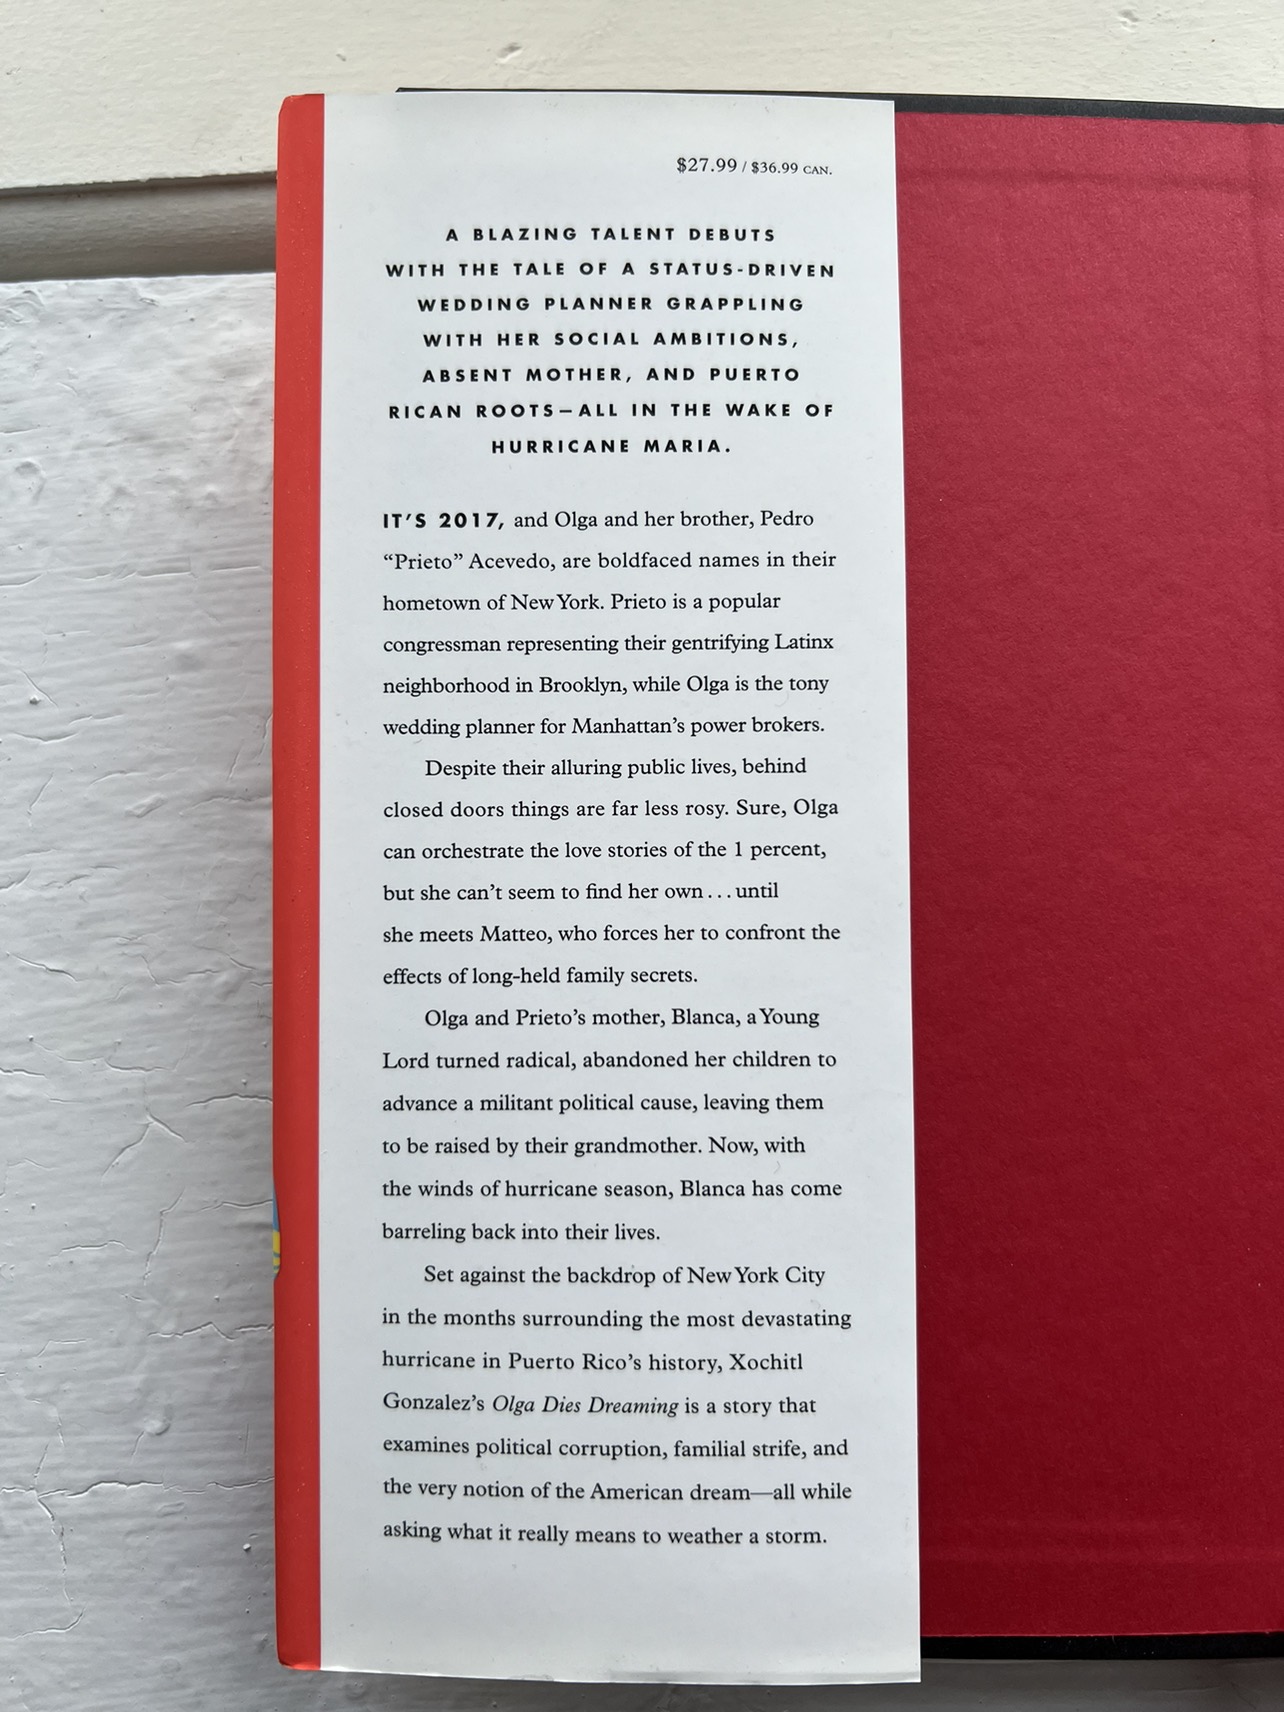 $27.99 / $36.99 CAN.
A BLAZING TALENT DEBUTS
WITH THE TALE OF A STATUS-DRIVEN
WEDDING PLANNER GRAPPLING
WITH HER SOCIAL AMBITIONS,
ABSENT MOTHER, AND PUERTO
RICAN ROOTS—ALL IN THE WAKE OF
HURRICANE MARIA.
IT'S 2017, and Olga and her brother, Pedro
“Prieto” Acevedo, are boldfaced names in their
hometown of New York. Prieto is a popular
congressman representing their gentrifying Latinx
neighborhood in Brooklyn, while Olga is the tony
wedding planner for Manhattan’s power brokers.
Despite their alluring public lives, behind
closed doors things are far less rosy. Sure, Olga
can orchestrate the love stories of the 1 percent,
but she can’t seem to find her own . . . until
she meets Matteo, who forces her to confront the
effects of long-held family secrets.
Olga and Prieto’s mother, Blanca, a Young
Lord turned radical, abandoned her children to
advance a militant political cause, leaving them
to be raised by their grandmother. Now, with
the winds of hurricane season, Blanca has come
barreling back into their lives.
Set against the backdrop of New York City
in the months surrounding the most devastating
hurricane in Puerto Rico’s history, Xochitl
Gonzalez’s Olga Dies Dreaming is a story that
examines political corruption, familial strife, and
the very notion of the American dream—all while
asking what it really means to weather a storm.